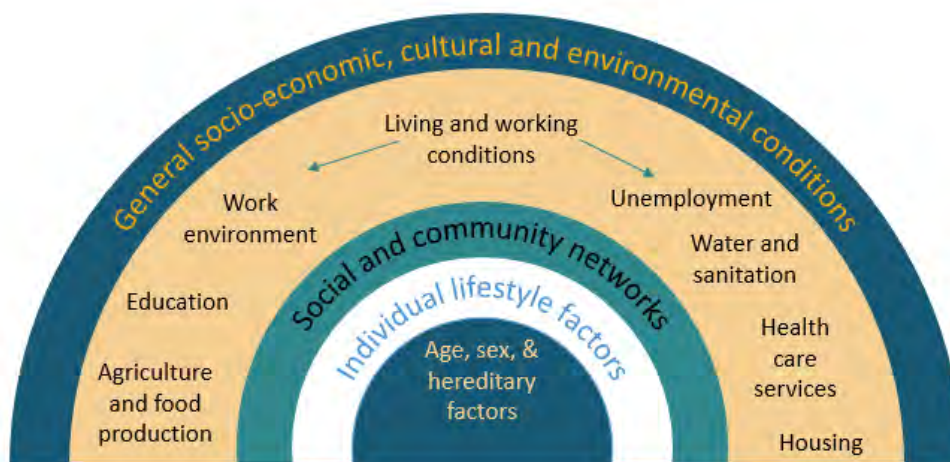 General socio-economic, cultural and environmental conditions
Living and working
conditions
Work
environment
Education
Agriculture
and food
production
Unemployment
Water and
sanitation
Health
care
services
Housing
Social and community networks
Individual lifestyle factors
Age, sex, &
hereditary
factors